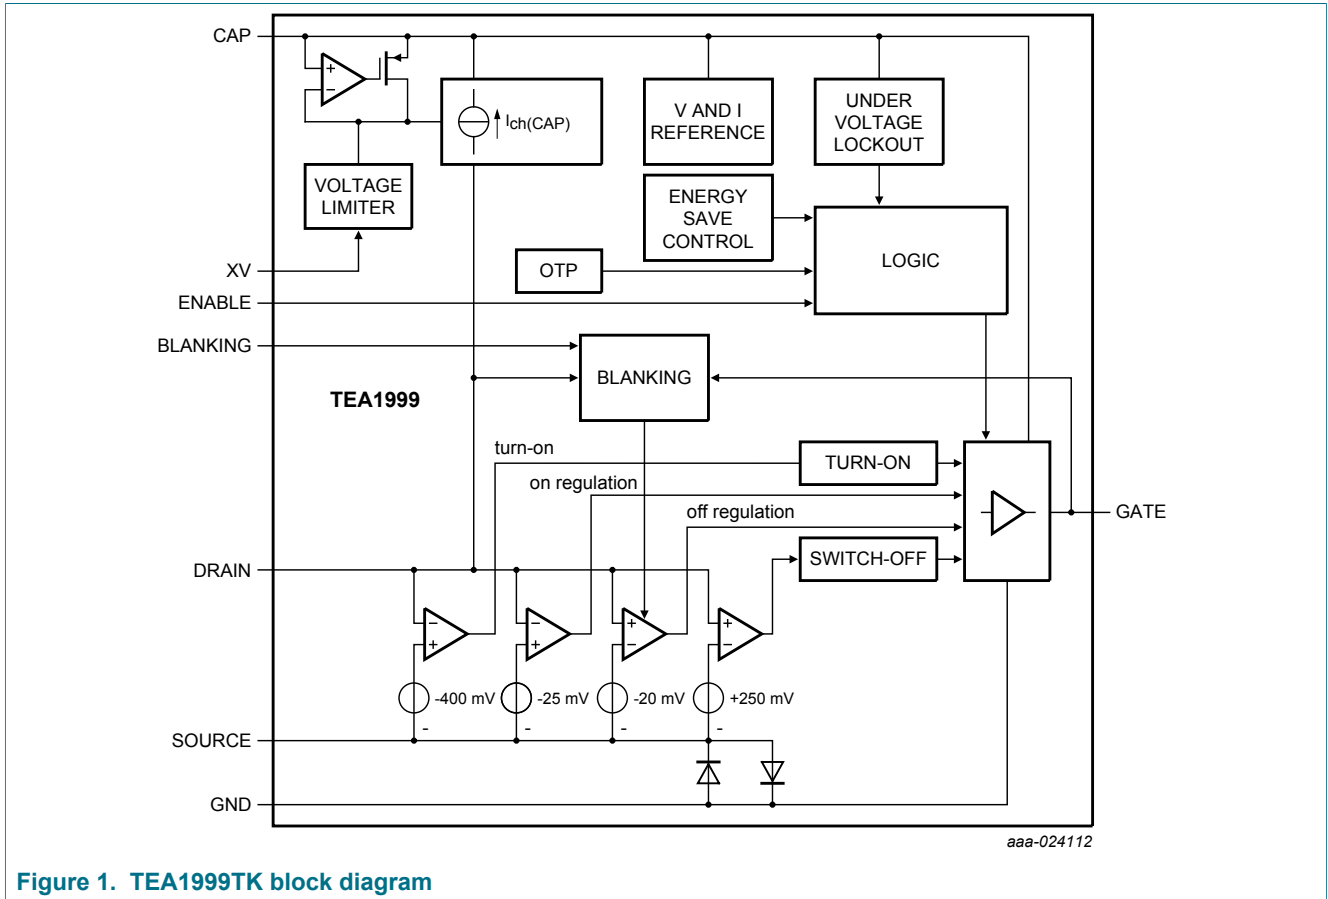 CAP
+
−
I_ch(CAP)
V AND I
REFERENCE
UNDER
VOLTAGE
LOCKOUT
VOLTAGE
LIMITER
ENERGY
SAVE
CONTROL
LOGIC
XV
OTP
ENABLE
BLANKING
BLANKING
TEA1999
turn-on
TURN-ON
on regulation
off regulation
GATE
SWITCH-OFF
DRAIN
− − + +
+ + − −
-400 mV -25 mV -20 mV +250 mV
- - - -
SOURCE
GND
aaa-024112
Figure 1. TEA1999TK block diagram